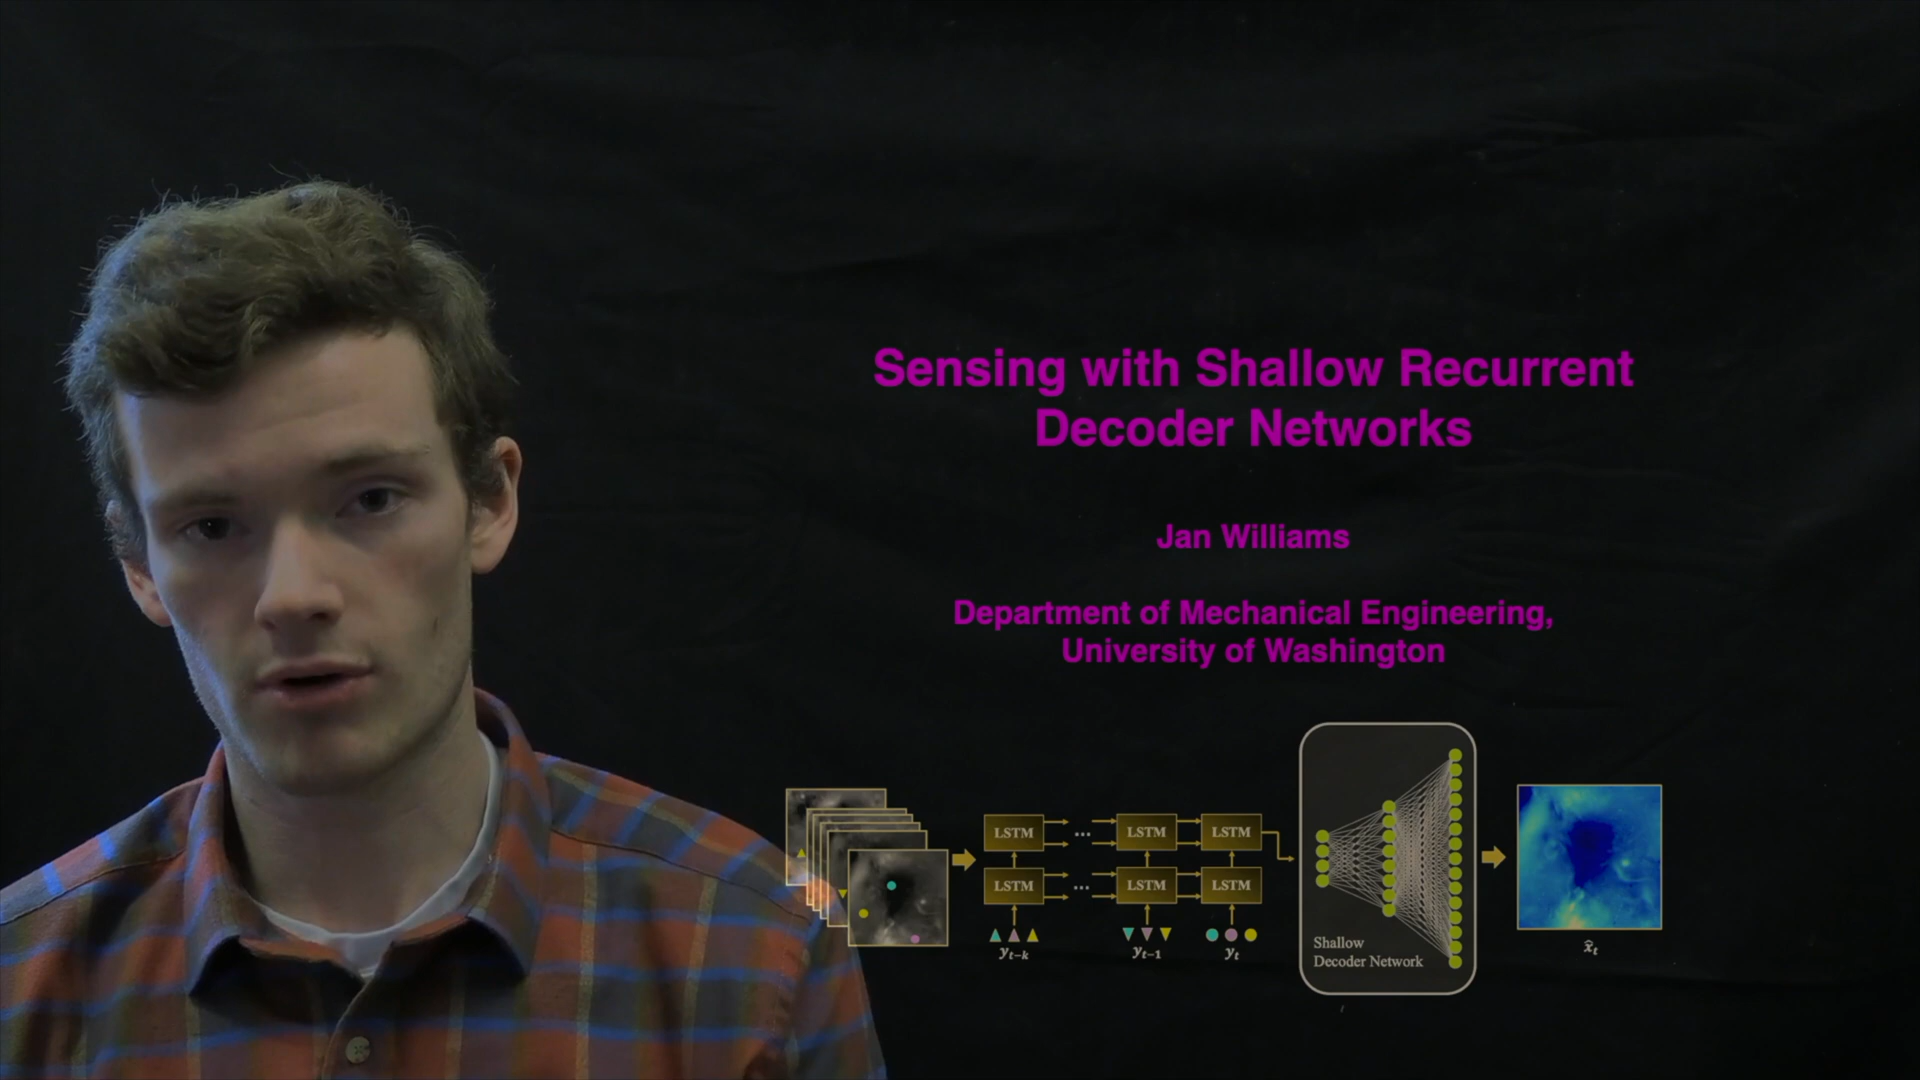 Sensing with Shallow Recurrent
Decoder Networks
Jan Williams
Department of Mechanical Engineering,
University of Washington
LSTM ... LSTM LSTM
LSTM ... LSTM LSTM
y_{t-k} y_{t-1} y_t
Shallow
Decoder Network
x̂_t